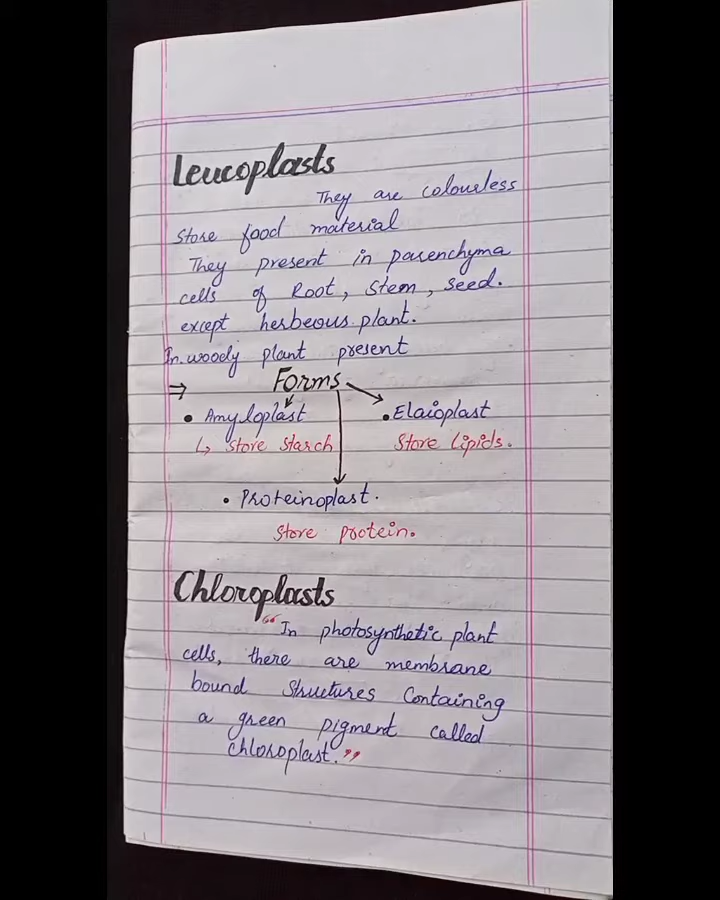 Leucoplasts
They are colourless
Store food material
They present in parenchyma
cells of Root, Stem, Seed.
except herbeous plant.
In woody plant present
⇒ Forms
• Amyloplast • Elaioplast
↳ Store Starch Store Lipids.
• Proteinoplast.
Store protein.
Chloroplasts
“In photosynthetic plant
cells, there are membrane
bound structures Containing
a green pigment called
chloroplast.”